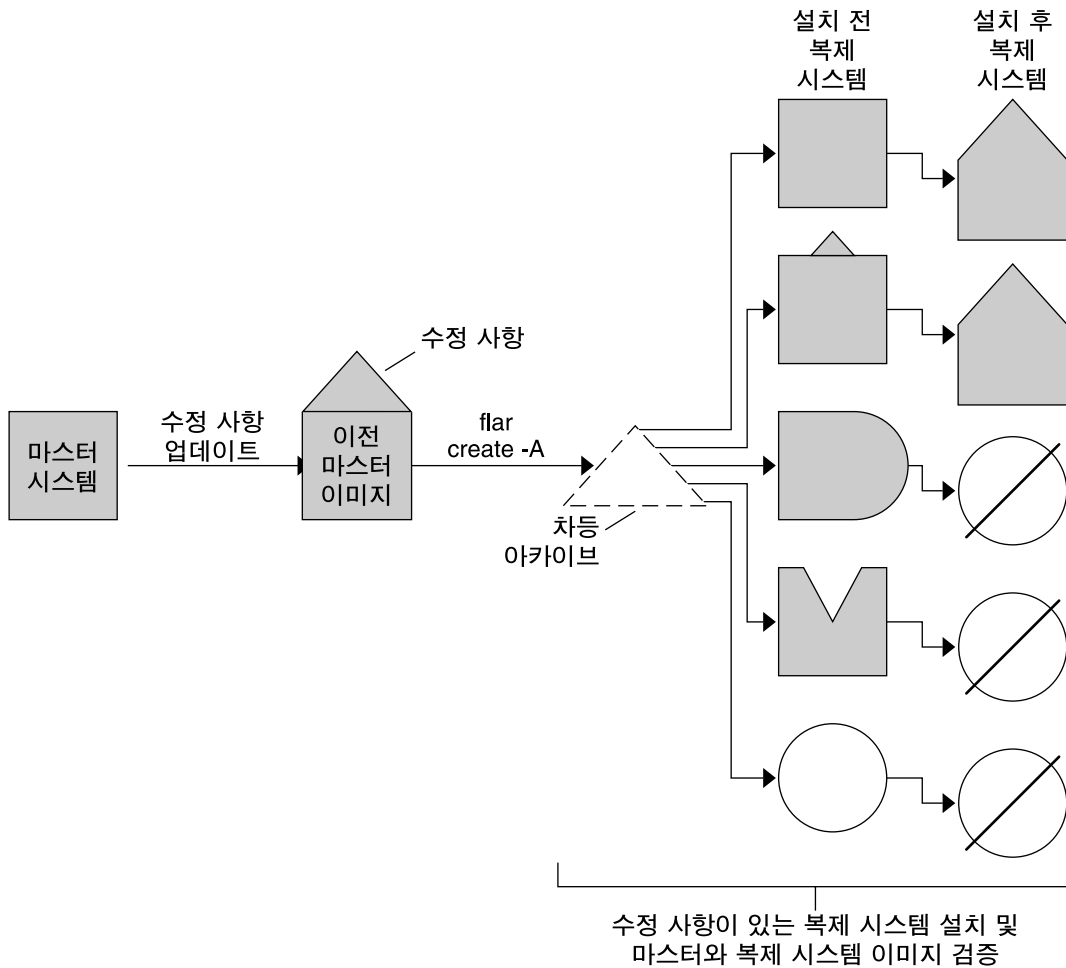 설치 전
복제
시스템
설치 후
복제
시스템
수정 사항
마스터
시스템
수정 사항
업데이트
이전
마스터
이미지
flar
create -A
차등
아카이브
수정 사항이 있는 복제 시스템 설치 및
마스터와 복제 시스템 이미지 검증